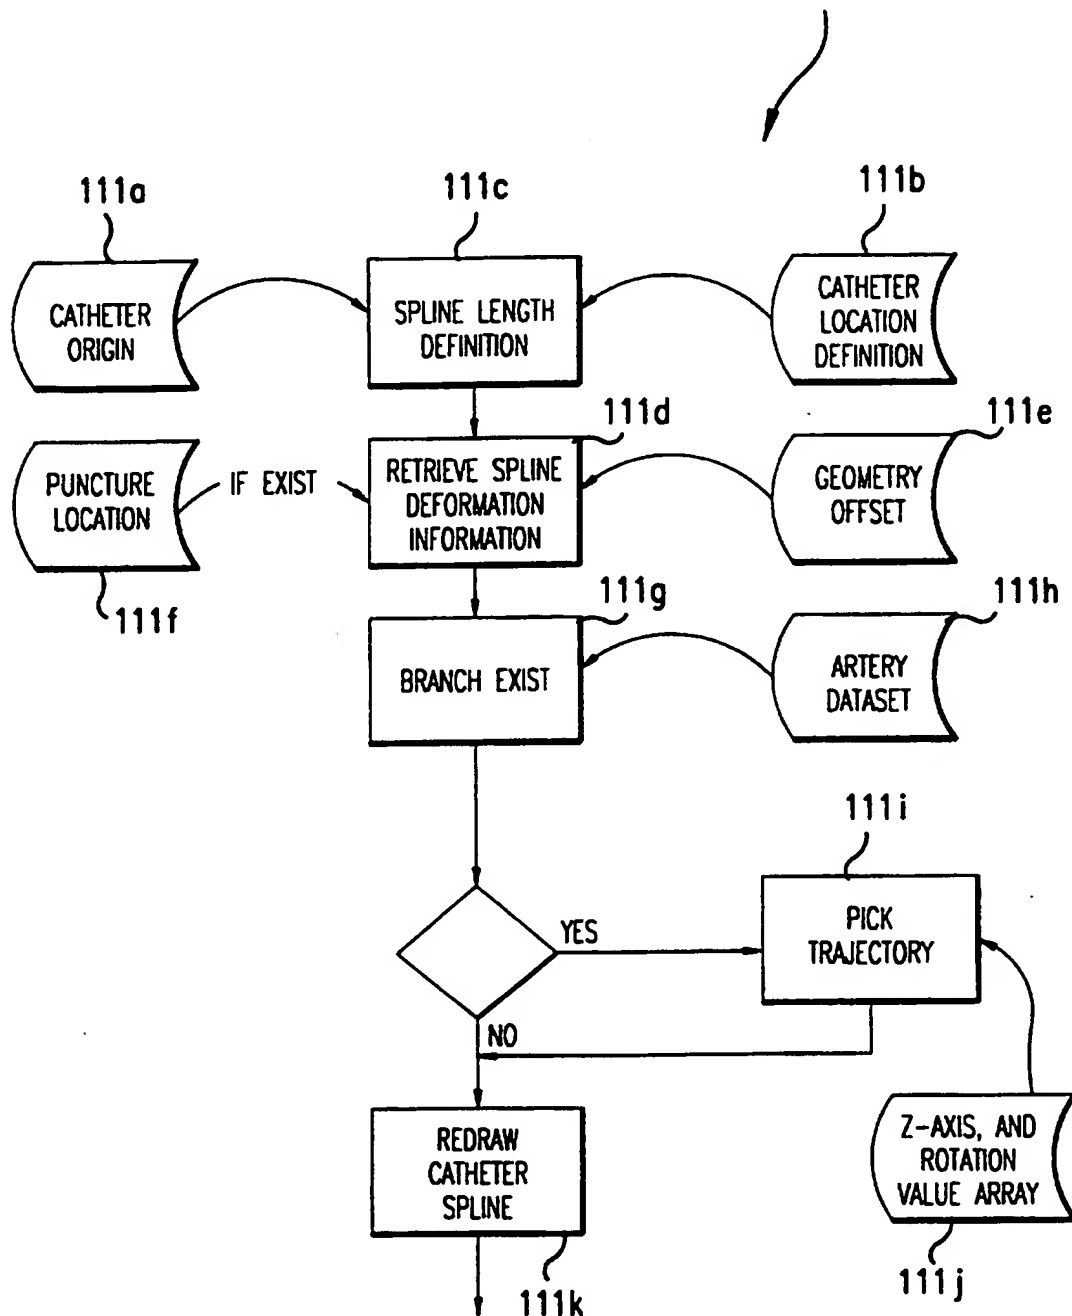 111a
111c
111b
CATHETER
ORIGIN
SPLINE LENGTH
DEFINITION
CATHETER
LOCATION
DEFINITION
111d
111e
PUNCTURE
LOCATION
IF EXIST
RETRIEVE SPLINE
DEFORMATION
INFORMATION
GEOMETRY
OFFSET
111f
111g
111h
BRANCH EXIST
ARTERY
DATASET
111i
YES
PICK
TRAJECTORY
NO
REDRAW
CATHETER
SPLINE
Z-AXIS, AND
ROTATION
VALUE ARRAY
111k
111j